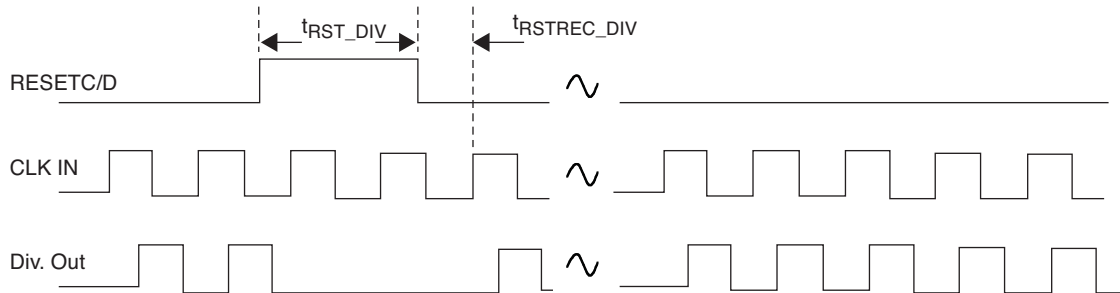 tRST_DIV
tRSTREC_DIV
RESETC/D
CLK IN
Div. Out